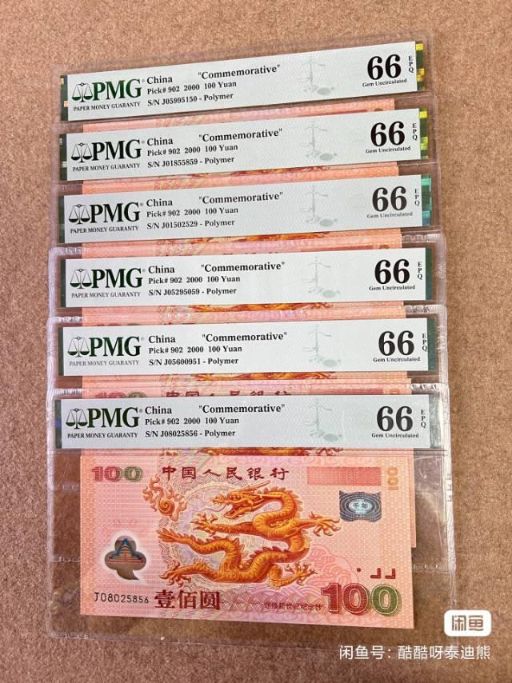 PMG China "Commemorative" 66 EPQ
Pick# 902 2000 100 Yuan Gem Uncirculated
PAPER MONEY GUARANTY S/N J05995150 - Polymer
PMG China "Commemorative" 66 EPQ
Pick# 902 2000 100 Yuan Gem Uncirculated
PAPER MONEY GUARANTY S/N J01855859 - Polymer
PMG China "Commemorative" 66 EPQ
Pick# 902 2000 100 Yuan Gem Uncirculated
PAPER MONEY GUARANTY S/N J01502529 - Polymer
PMG China "Commemorative" 66 EPQ
Pick# 902 2000 100 Yuan Gem Uncirculated
PAPER MONEY GUARANTY S/N J05295059 - Polymer
PMG China "Commemorative" 66 EPQ
Pick# 902 2000 100 Yuan Gem Uncirculated
PAPER MONEY GUARANTY S/N J05600951 - Polymer
PMG China "Commemorative" 66 EPQ
Pick# 902 2000 100 Yuan Gem Uncirculated
PAPER MONEY GUARANTY S/N J08025856 - Polymer
100 中国人民银行 100
J08025856
壹佰圆 100
闲鱼
闲鱼号：酷酷呀泰迪熊